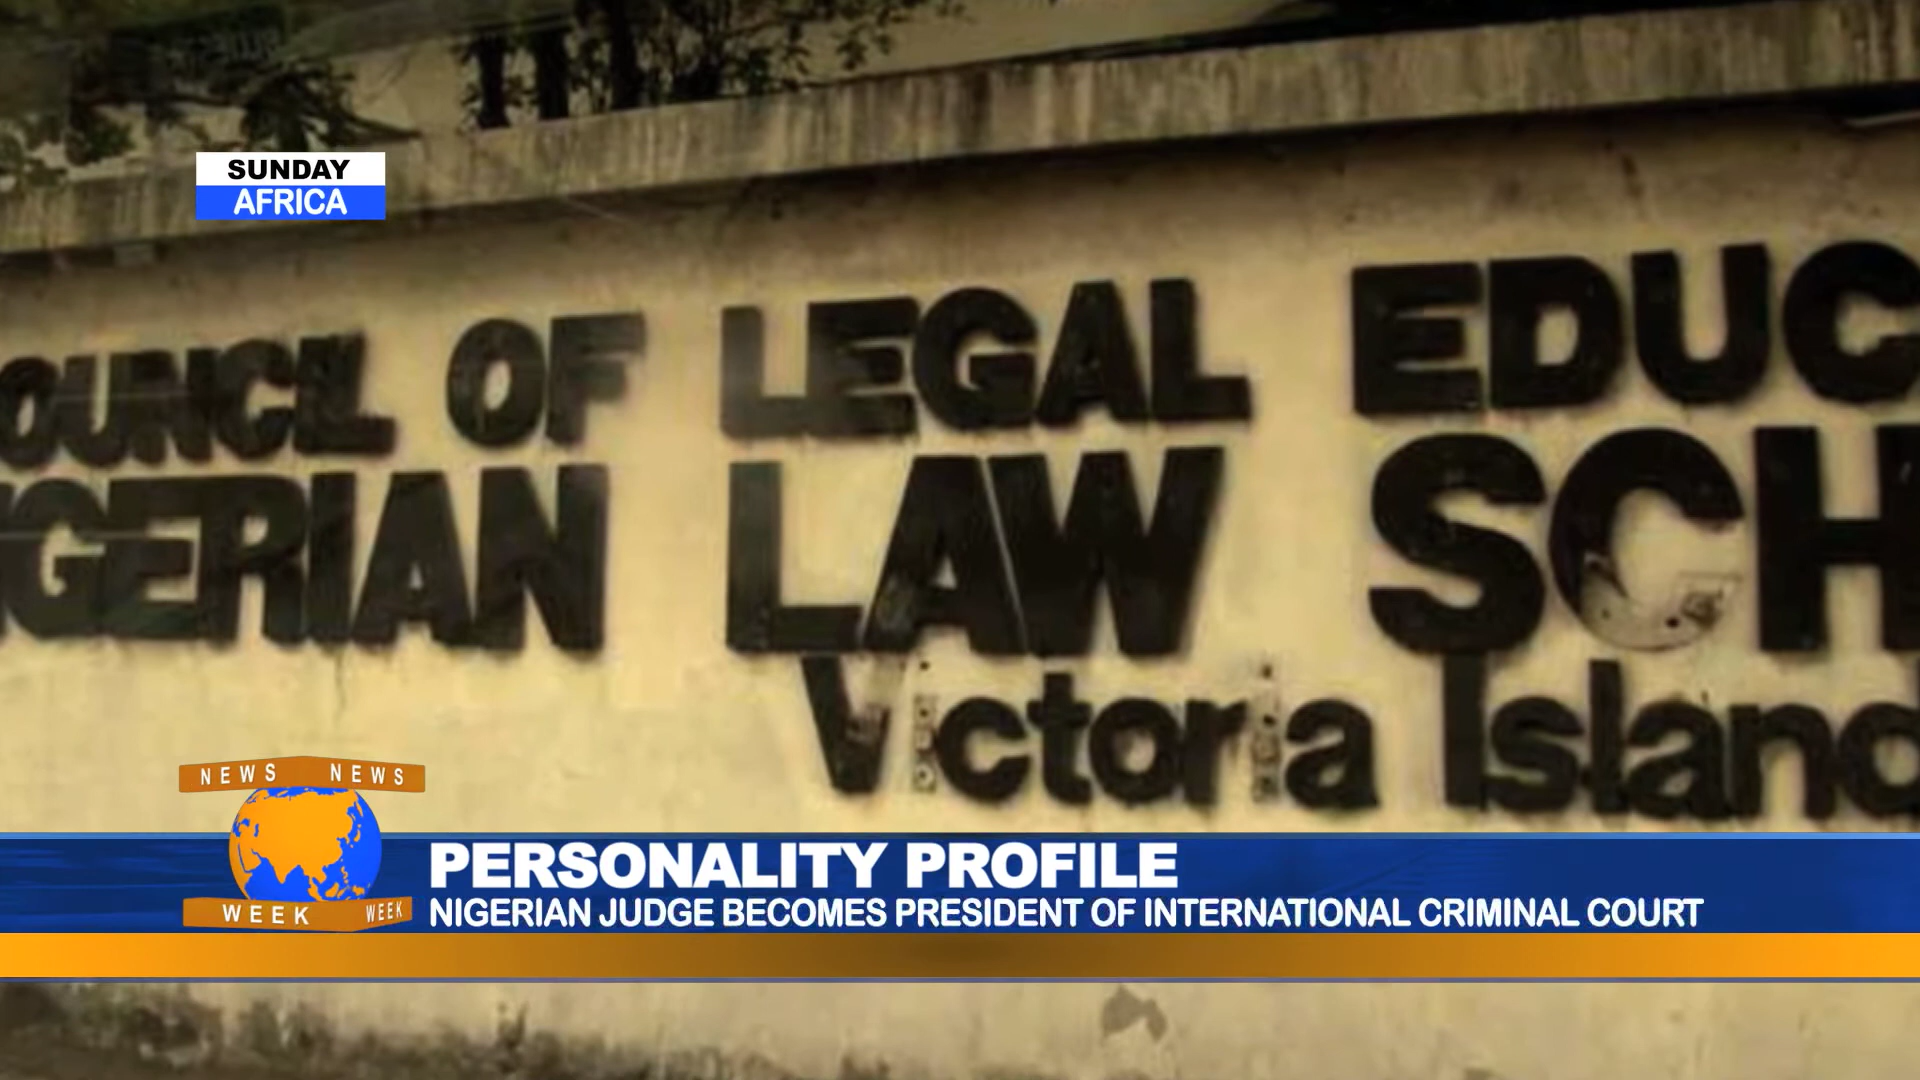 SUNDAY
AFRICA
OUNCIL OF LEGAL EDUC
IGERIAN LAW SCH
Victoria Island
NEWS NEWS
WEEK WEEK
PERSONALITY PROFILE
NIGERIAN JUDGE BECOMES PRESIDENT OF INTERNATIONAL CRIMINAL COURT